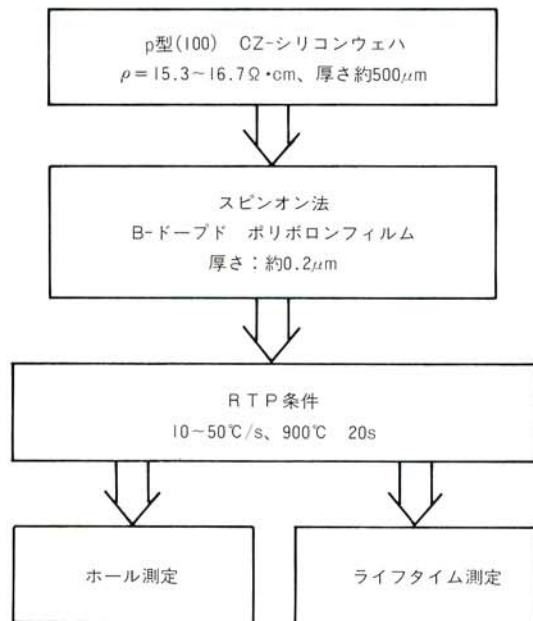 p型(100) CZ-シリコンウェハ
ρ=15.3~16.7Ω·cm、厚さ約500μm
スピンオン法
B-ドープド ポリボロンフィルム
厚さ：約0.2μm
RTP条件
10~50℃/s、900℃ 20s
ホール測定
ライフタイム測定